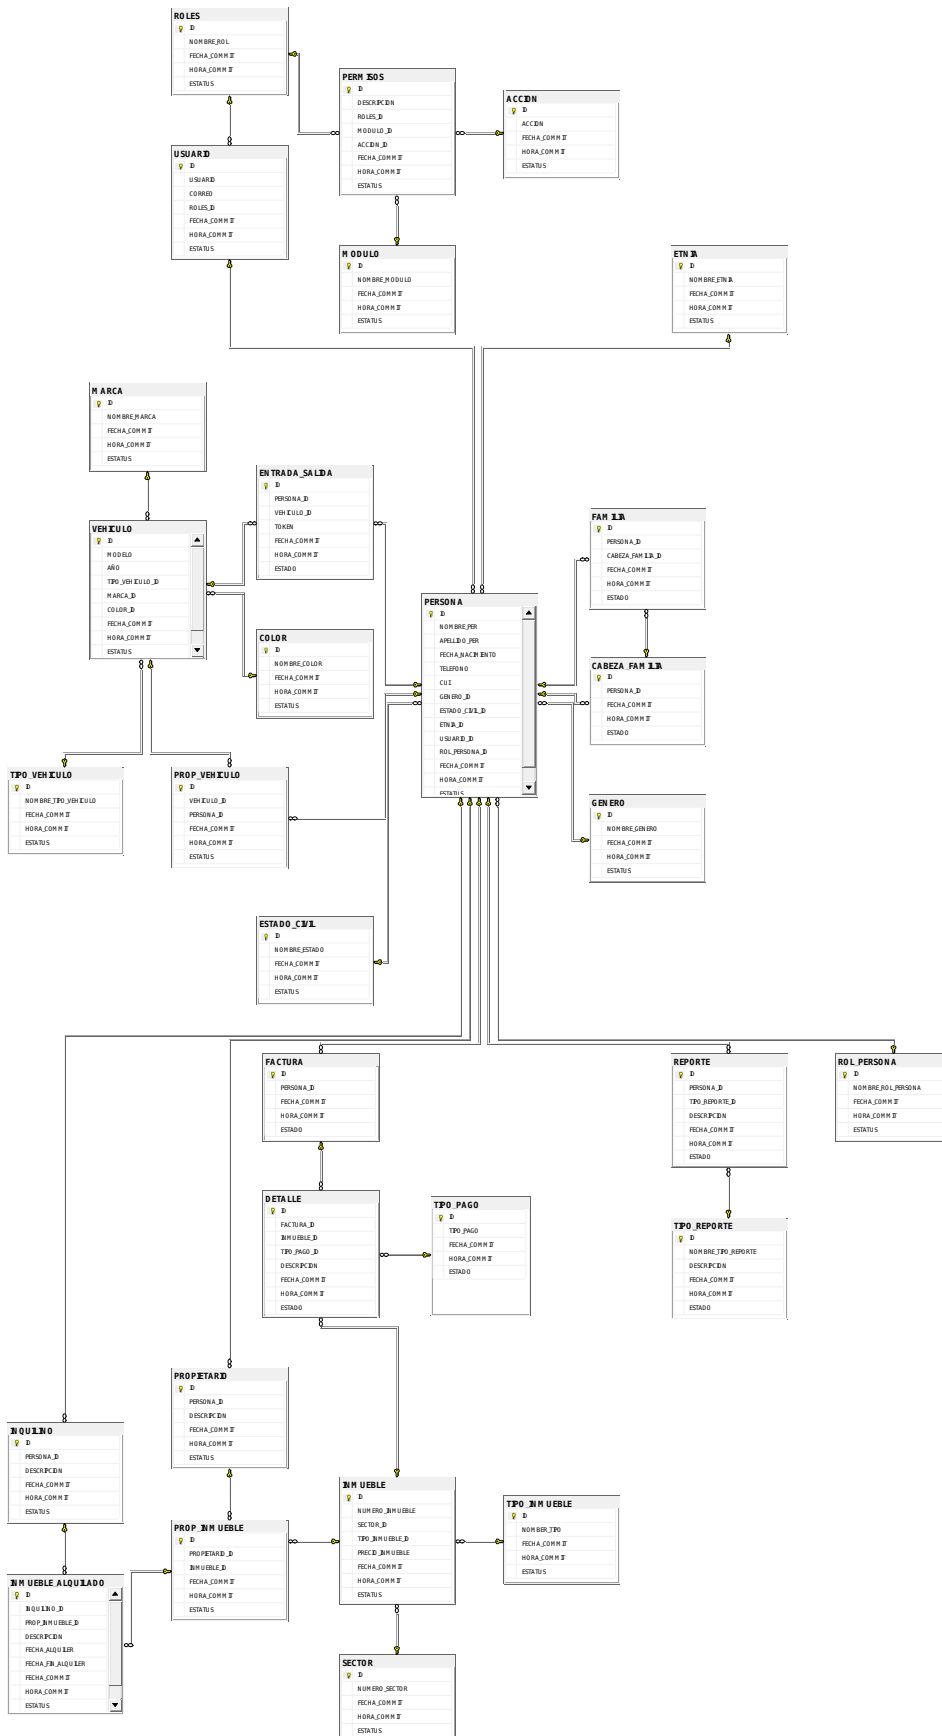 ROLES
ID
NOMBRE_ROL
FECHA_COMMIT
HORA_COMMIT
ESTATUS
PERMISOS
ID
DESCRIPCION
ROLES_ID
MODULO_ID
ACCION_ID
FECHA_COMMIT
HORA_COMMIT
ESTATUS
ACCION
ID
ACCION
FECHA_COMMIT
HORA_COMMIT
ESTATUS
USUARIO
ID
USUARIO
CORREO
ROLES_ID
FECHA_COMMIT
HORA_COMMIT
ESTATUS
MODULO
ID
NOMBRE_MODULO
FECHA_COMMIT
HORA_COMMIT
ESTATUS
ETNIA
ID
NOMBRE_ETNIA
FECHA_COMMIT
HORA_COMMIT
ESTATUS
MARCA
ID
NOMBRE_MARCA
FECHA_COMMIT
HORA_COMMIT
ESTATUS
ENTRADA_SALIDA
ID
PERSONA_ID
VEHICULO_ID
TOKEN
FECHA_COMMIT
HORA_COMMIT
ESTADO
VEHICULO
ID
MODELO
AÑO
TIPO_VEHICULO_ID
MARCA_ID
COLOR_ID
FECHA_COMMIT
HORA_COMMIT
ESTATUS
FAMILIA
ID
PERSONA_ID
CABEZA_FAMILIA_ID
FECHA_COMMIT
HORA_COMMIT
ESTADO
PERSONA
ID
NOMBRE_PER
APELLIDO_PER
FECHA_NACIMIENTO
TELEFONO
CUI
GENERO_ID
ESTADO_CIVIL_ID
ETNIA_ID
USUARIO_ID
ROL_PERSONA_ID
FECHA_COMMIT
HORA_COMMIT
ESTATUS
COLOR
ID
NOMBRE_COLOR
FECHA_COMMIT
HORA_COMMIT
ESTATUS
CABEZA_FAMILIA
ID
PERSONA_ID
FECHA_COMMIT
HORA_COMMIT
ESTADO
TIPO_VEHICULO
ID
NOMBRE_TIPO_VEHICULO
FECHA_COMMIT
HORA_COMMIT
ESTATUS
PROP_VEHICULO
ID
VEHICULO_ID
PERSONA_ID
FECHA_COMMIT
HORA_COMMIT
ESTATUS
GENERO
ID
NOMBRE_GENERO
FECHA_COMMIT
HORA_COMMIT
ESTATUS
ESTADO_CIVIL
ID
NOMBRE_ESTADO
FECHA_COMMIT
HORA_COMMIT
ESTATUS
FACTURA
ID
PERSONA_ID
FECHA_COMMIT
HORA_COMMIT
ESTADO
REPORTE
ID
PERSONA_ID
TIPO_REPORTE_ID
DESCRIPCION
FECHA_COMMIT
HORA_COMMIT
ESTADO
ROL_PERSONA
ID
NOMBRE_ROL_PERSONA
FECHA_COMMIT
HORA_COMMIT
ESTATUS
DETALLE
ID
FACTURA_ID
INMUEBLE_ID
TIPO_PAGO_ID
DESCRIPCION
FECHA_COMMIT
HORA_COMMIT
ESTADO
TIPO_PAGO
ID
TIPO_PAGO
FECHA_COMMIT
HORA_COMMIT
ESTADO
TIPO_REPORTE
ID
NOMBRE_TIPO_REPORTE
DESCRIPCION
FECHA_COMMIT
HORA_COMMIT
ESTADO
PROPIETARIO
ID
PERSONA_ID
DESCRIPCION
FECHA_COMMIT
HORA_COMMIT
ESTATUS
INQUILINO
ID
PERSONA_ID
DESCRIPCION
FECHA_COMMIT
HORA_COMMIT
ESTATUS
INMUEBLE
ID
NUMERO_INMUEBLE
SECTOR_ID
TIPO_INMUEBLE_ID
PRECIO_INMUEBLE
FECHA_COMMIT
HORA_COMMIT
ESTATUS
TIPO_INMUEBLE
ID
NOMBER_TIPO
FECHA_COMMIT
HORA_COMMIT
ESTATUS
PROP_INMUEBLE
ID
PROPIETARIO_ID
INMUEBLE_ID
FECHA_COMMIT
HORA_COMMIT
ESTATUS
INMUEBLE_ALQUILADO
ID
INQUILINO_ID
PROP_INMUEBLE_ID
DESCRIPCION
FECHA_ALQUILER
FECHA_FIN_ALQUILER
FECHA_COMMIT
HORA_COMMIT
ESTATUS
SECTOR
ID
NUMERO_SECTOR
FECHA_COMMIT
HORA_COMMIT
ESTATUS